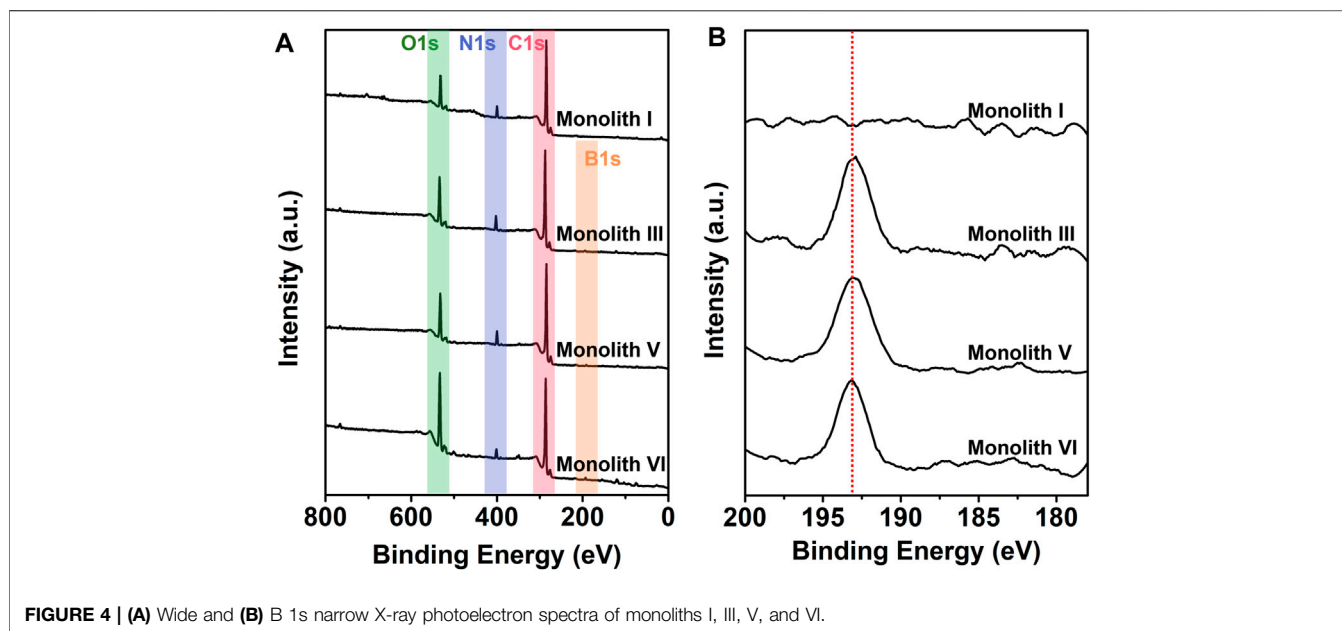 A
O1s N1s C1s
Monolith I
B1s
Monolith III
Monolith V
Monolith VI
Intensity (a.u.)
800 600 400 200 0
Binding Energy (eV)
B
Monolith I
Monolith III
Monolith V
Monolith VI
Intensity (a.u.)
200 195 190 185 180
Binding Energy (eV)
FIGURE 4 | (A) Wide and (B) B 1s narrow X-ray photoelectron spectra of monoliths I, III, V, and VI.